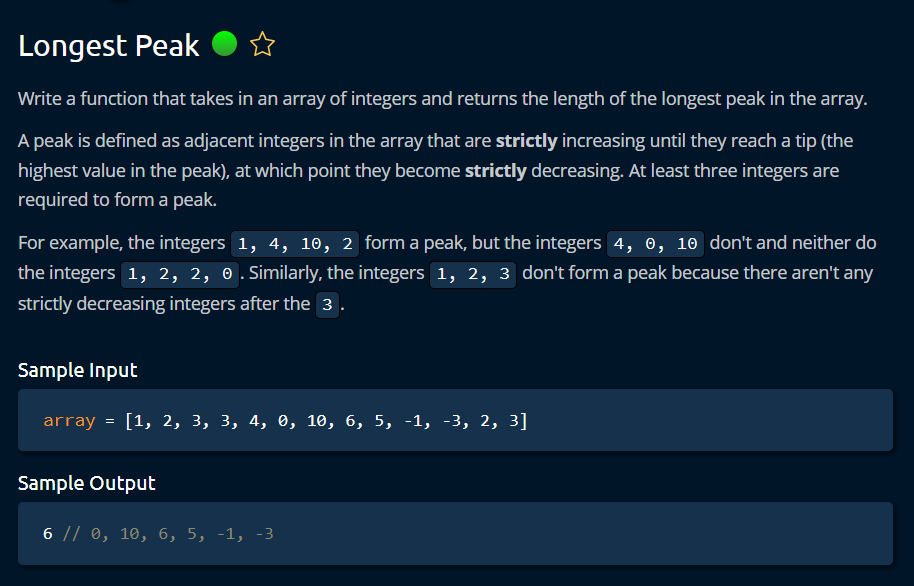 Longest Peak
Write a function that takes in an array of integers and returns the length of the longest peak in the array.
A peak is defined as adjacent integers in the array that are strictly increasing until they reach a tip (the
highest value in the peak), at which point they become strictly decreasing. At least three integers are
required to form a peak.
For example, the integers 1, 4, 10, 2 form a peak, but the integers 4, 0, 10 don't and neither do
the integers 1, 2, 2, 0. Similarly, the integers 1, 2, 3 don't form a peak because there aren't any
strictly decreasing integers after the 3.
Sample Input
array = [1, 2, 3, 3, 4, 0, 10, 6, 5, -1, -3, 2, 3]
Sample Output
6 // 0, 10, 6, 5, -1, -3